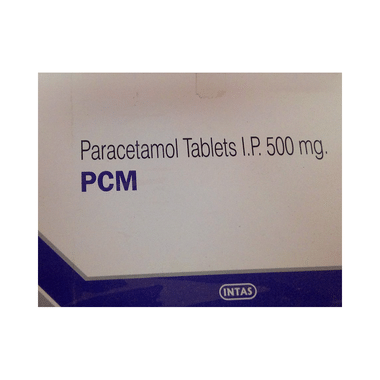 Paracetamol Tablets I.P. 500 mg.
PCM
INTAS